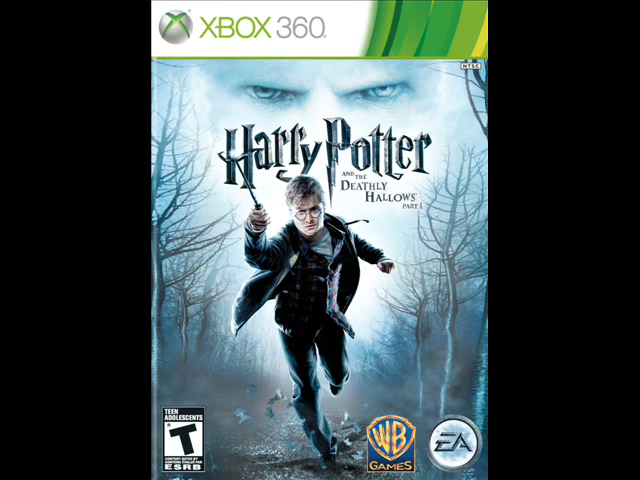 XBOX 360
NTSC
Harry Potter
AND THE
DEATHLY
HALLOWS
PART 1
TEEN
ADOLESCENTS
T
CONTENT RATED BY
ESRB
WB
GAMES
EA